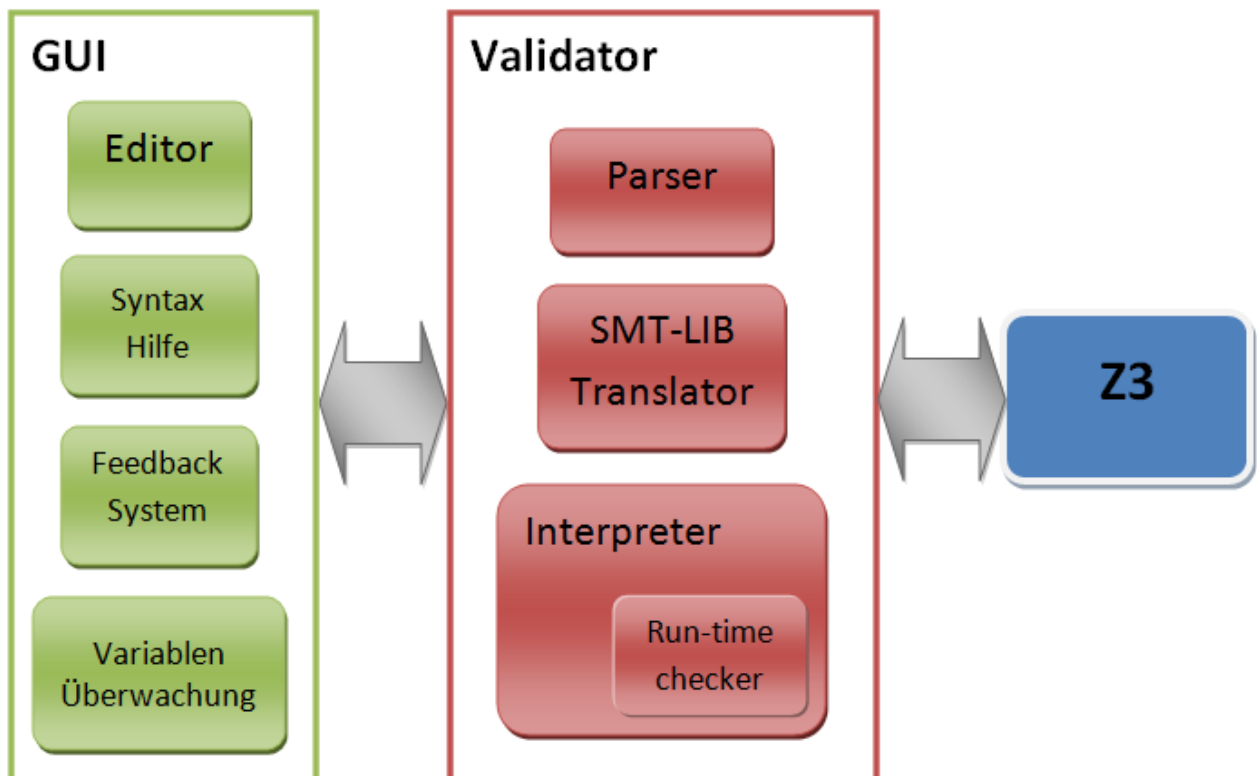 GUI
Editor
Syntax
Hilfe
Feedback
System
Variablen
Überwachung
Validator
Parser
SMT-LIB
Translator
Interpreter
Run-time
checker
Z3